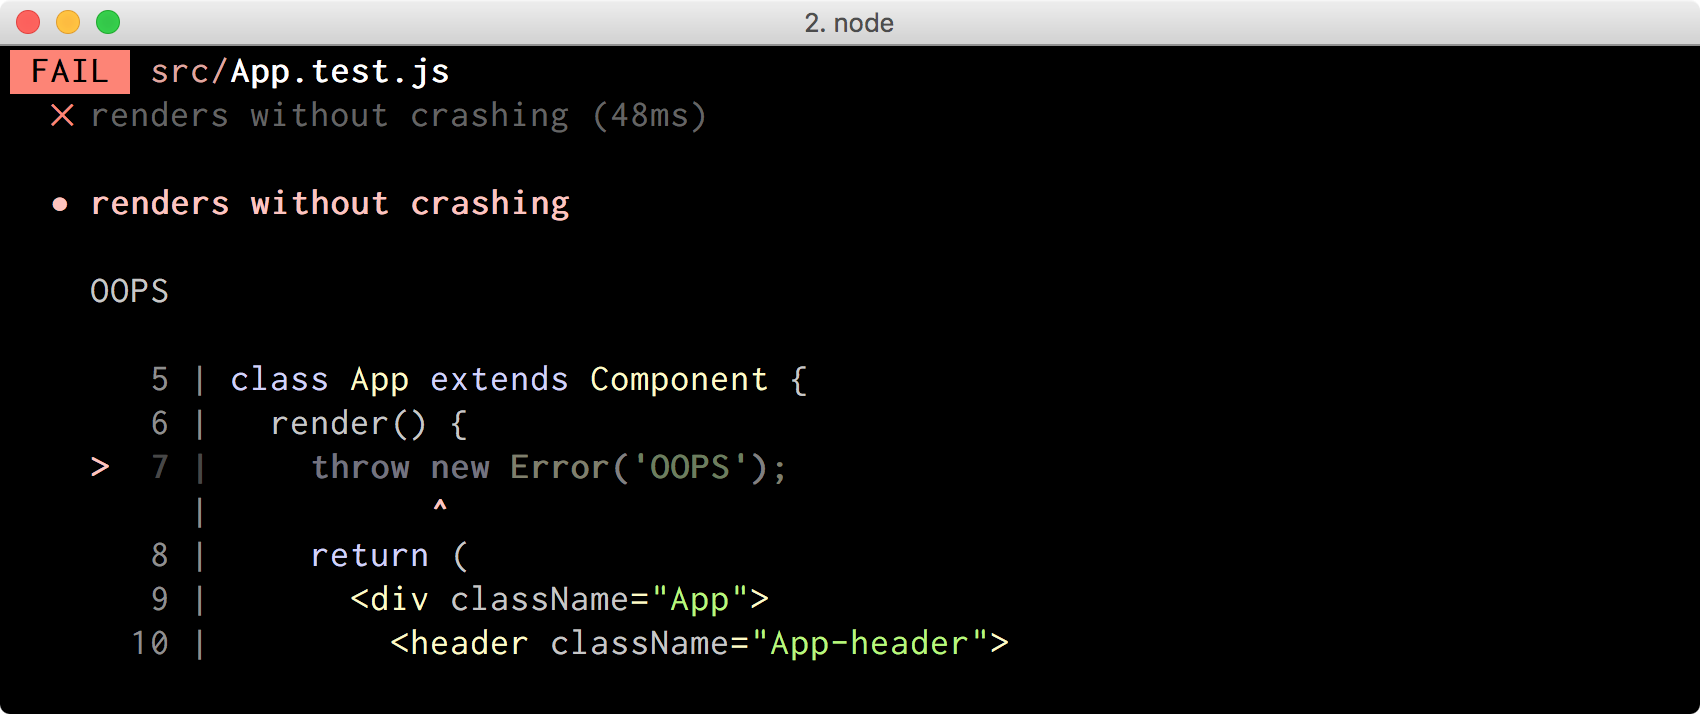 2. node
FAIL src/App.test.js
✕ renders without crashing (48ms)
● renders without crashing
OOPS
5 | class App extends Component {
6 |   render() {
> 7 |     throw new Error('OOPS');
|           ^
8 |     return (
9 |       <div className="App">
10 |         <header className="App-header">